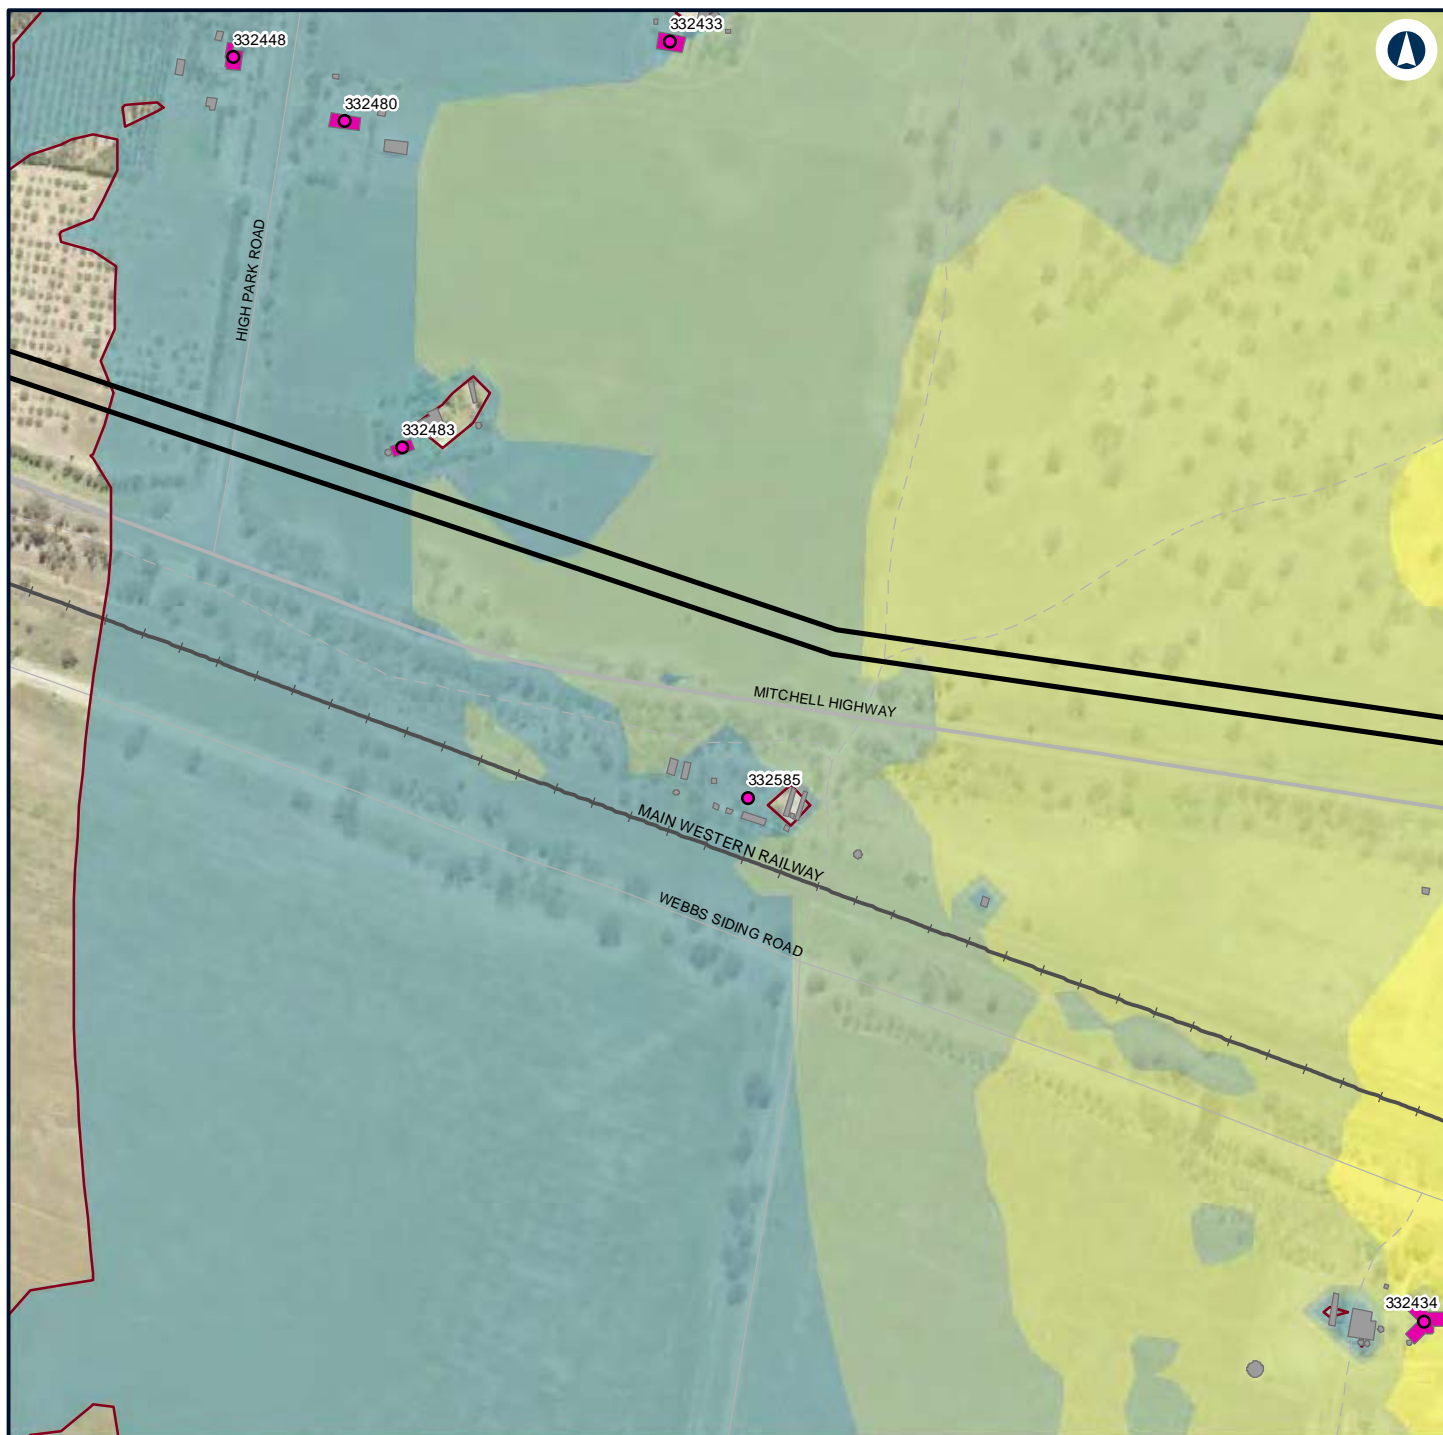 332433
332448
332480
HIGH PARK ROAD
332483
MITCHELL HIGHWAY
332585
MAIN WESTERN RAILWAY
WEBBS SIDING ROAD
332434